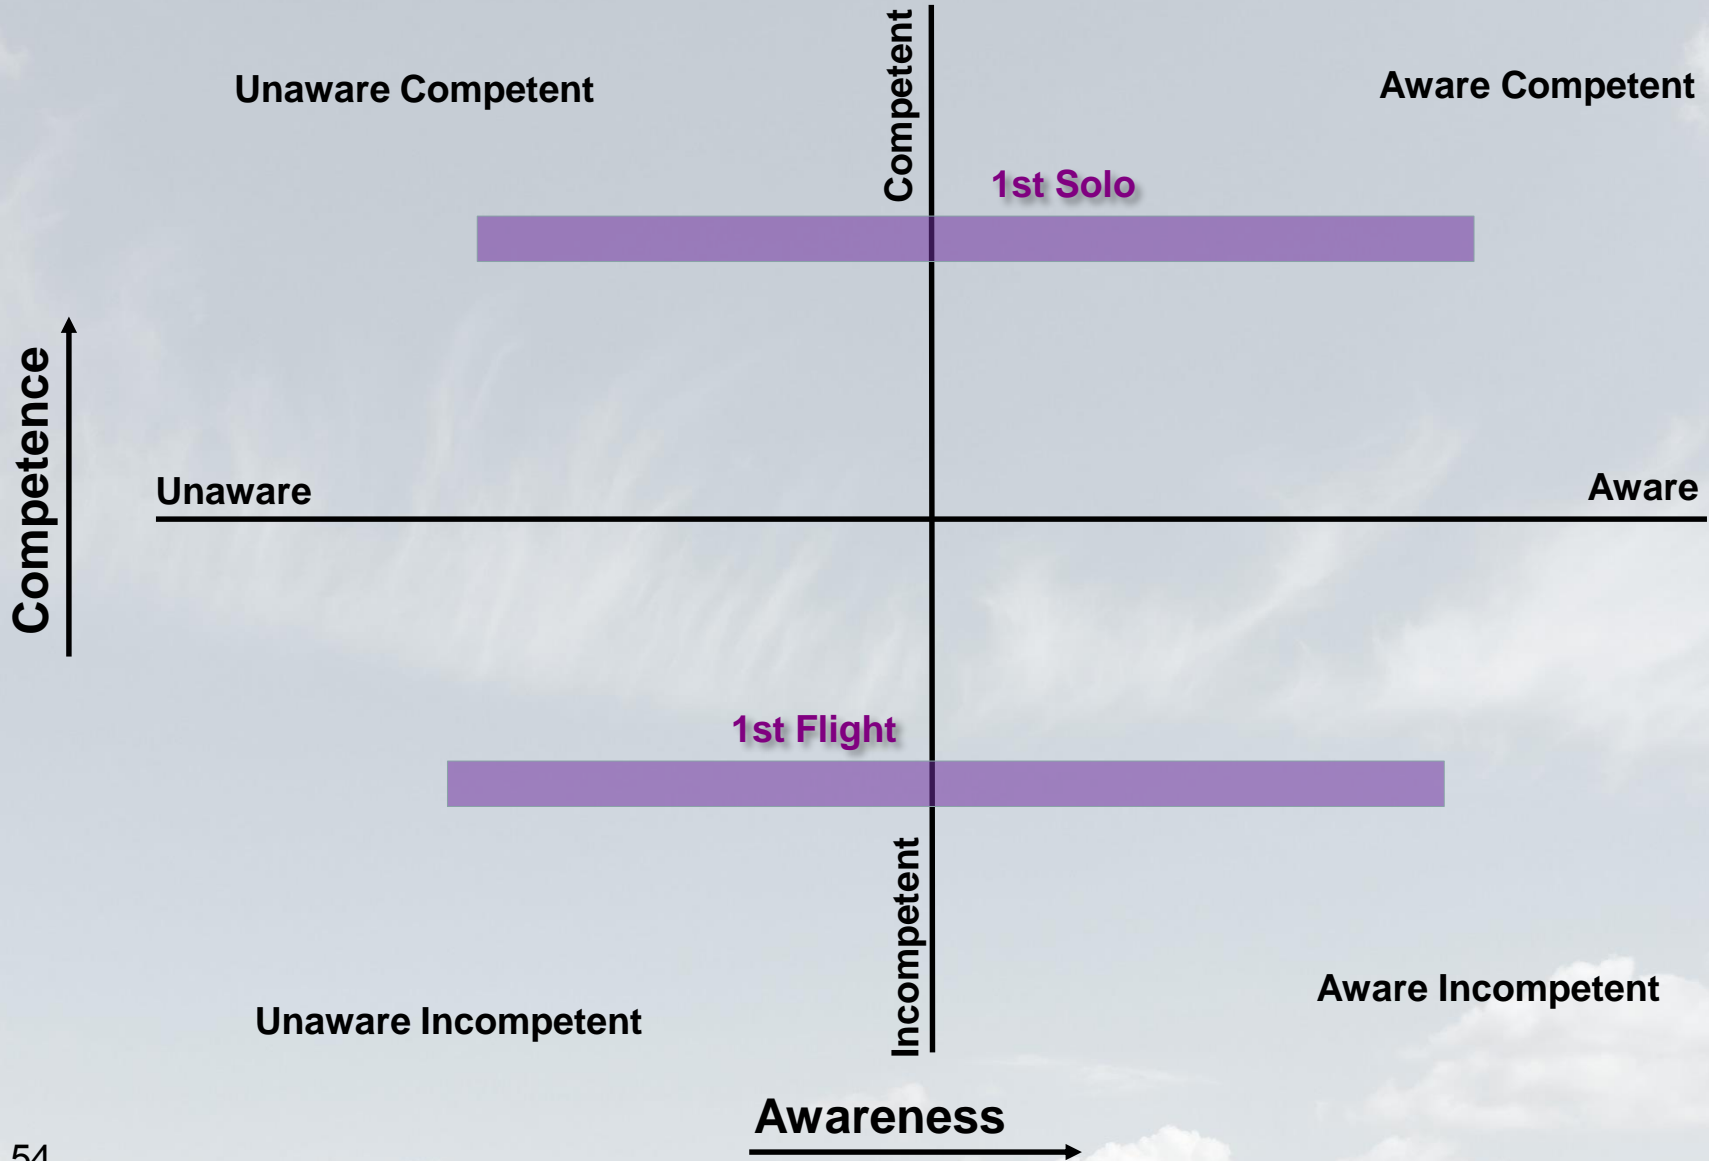 Unaware Competent
Competent
Aware Competent
1st Solo
Competence
Unaware
Aware
1st Flight
Incompetent
Aware Incompetent
Unaware Incompetent
Awareness
54